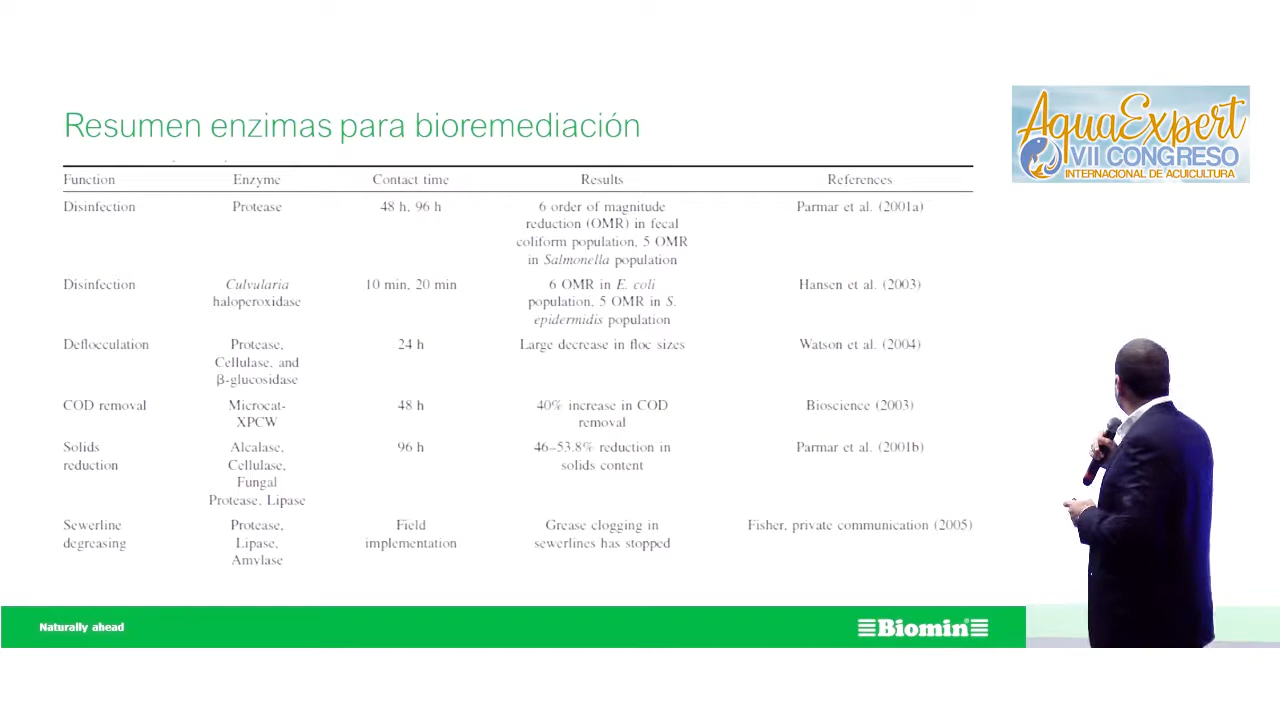 Resumen enzimas para bioremediación
AquaExpert
VII CONGRESO
INTERNACIONAL DE ACUICULTURA
Function Enzyme Contact time Results References
Disinfection Protease 48 h, 96 h 6 order of magnitude Parmar et al. (2001a)
reduction (OMR) in fecal
coliform population, 5 OMR
in Salmonella population
Disinfection Culvularia 10 min, 20 min 6 OMR in E. coli Hansen et al. (2003)
haloperoxidase population, 5 OMR in S.
epidermidis population
Deflocculation Protease, 24 h Large decrease in floc sizes Watson et al. (2004)
Cellulase, and
β-glucosidase
COD removal Microcat- 48 h 40% increase in COD Bioscience (2003)
XPCW removal
Solids Alcalase, 96 h 46–53.8% reduction in Parmar et al. (2001b)
reduction Cellulase, solids content
Fungal
Protease, Lipase
Sewerline Protease, Field Grease clogging in Fisher, private communication (2005)
degreasing Lipase, implementation sewerlines has stopped
Amylase
Naturally ahead
Biomin®